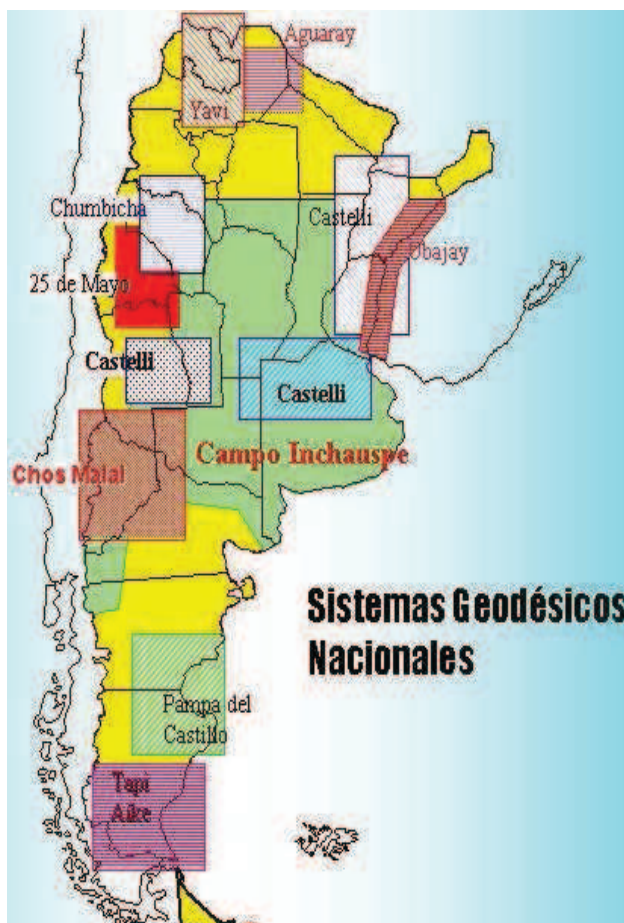 Aguaray
Yavi
Chumbicha
Castelli
Ubajay
25 de Mayo
Castelli
Castelli
Campo Inchauspe
Chos Malal
Sistemas Geodésicos
Nacionales
Pampa del
Castillo
Tapi
Aike